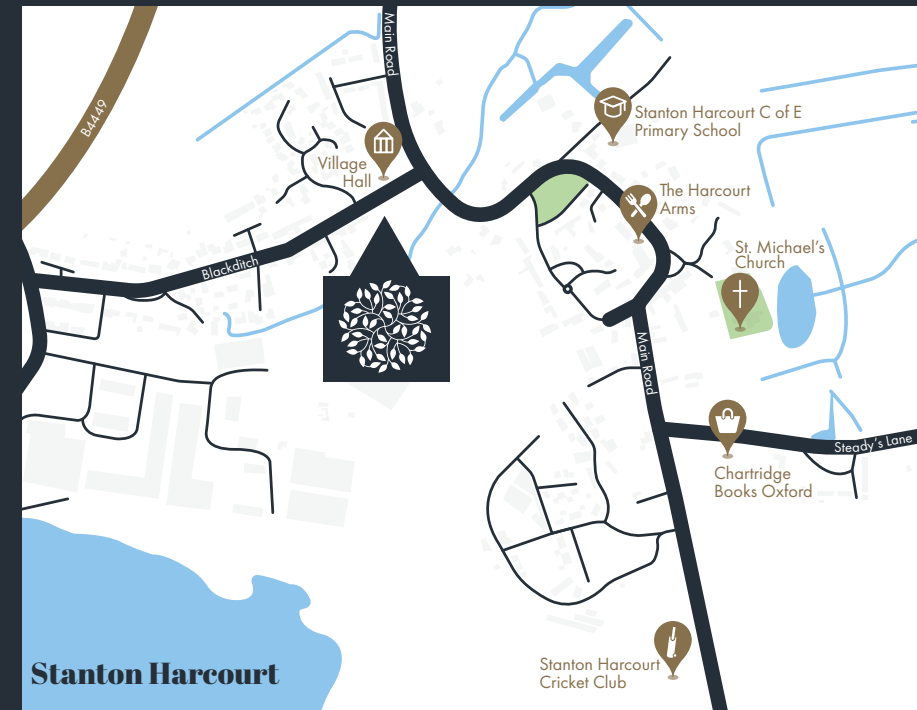 Main Road
B4449
Stanton Harcourt C of E
Primary School
Village
Hall
The Harcourt
Arms
St. Michael's
Church
Blackditch
Main Road
Steady's Lane
Chartridge
Books Oxford
Stanton Harcourt
Cricket Club
Stanton Harcourt